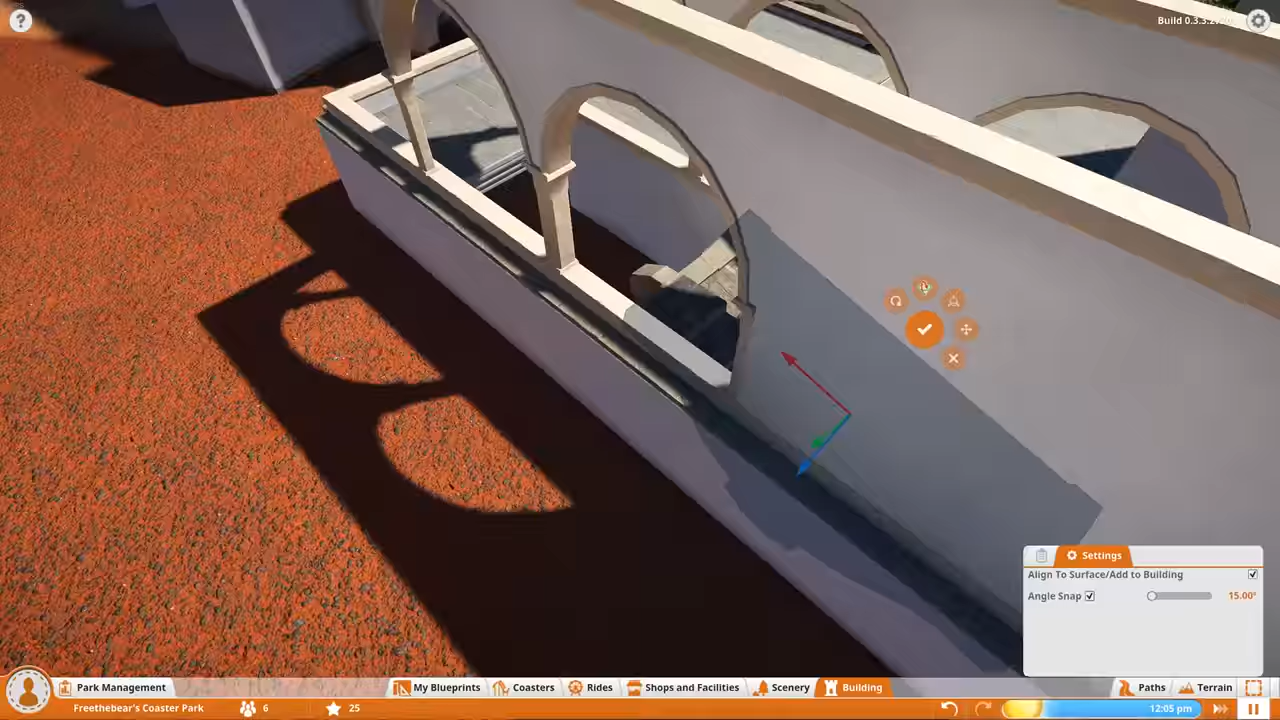 ?
Build 0.3.3.
Settings
Align To Surface/Add to Building
Angle Snap 15.00°
Park Management My Blueprints Coasters Rides Shops and Facilities Scenery Building Paths Terrain
Freethebear's Coaster Park 6 25 12:05 pm